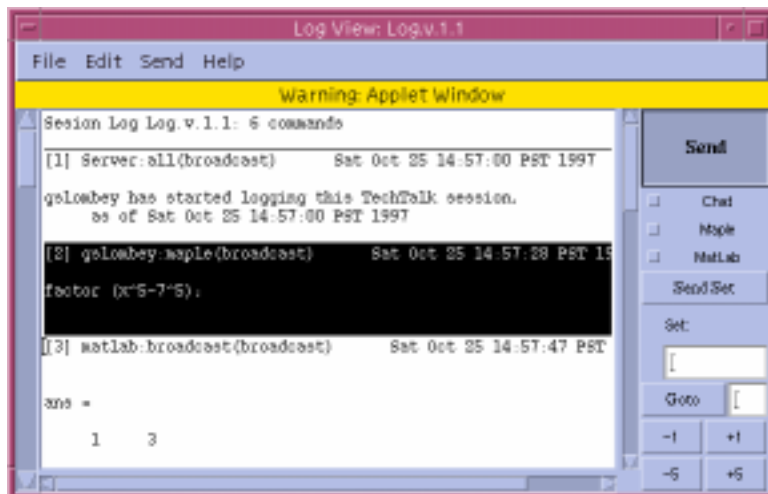 Log View: Log.v.1.1
File Edit Send Help
Warning: Applet Window
Sesion Log Log.v.1.1: 6 commands
[1] Server:all(broadcast) Sat Oct 25 14:57:00 PST 1997
gslombey has started logging this TechTalk session.
as of Sat Oct 25 14:57:00 PST 1997
[2] gslombey:maple(broadcast) Sat Oct 25 14:57:28 PST 19
factor (x^5-7^5);
[3] matlab:broadcast(broadcast) Sat Oct 25 14:57:47 PST
ans =
1 3
Send
Chat
Maple
MatLab
Send Set
Set:
[
Goto [
-1 +1
-5 +5